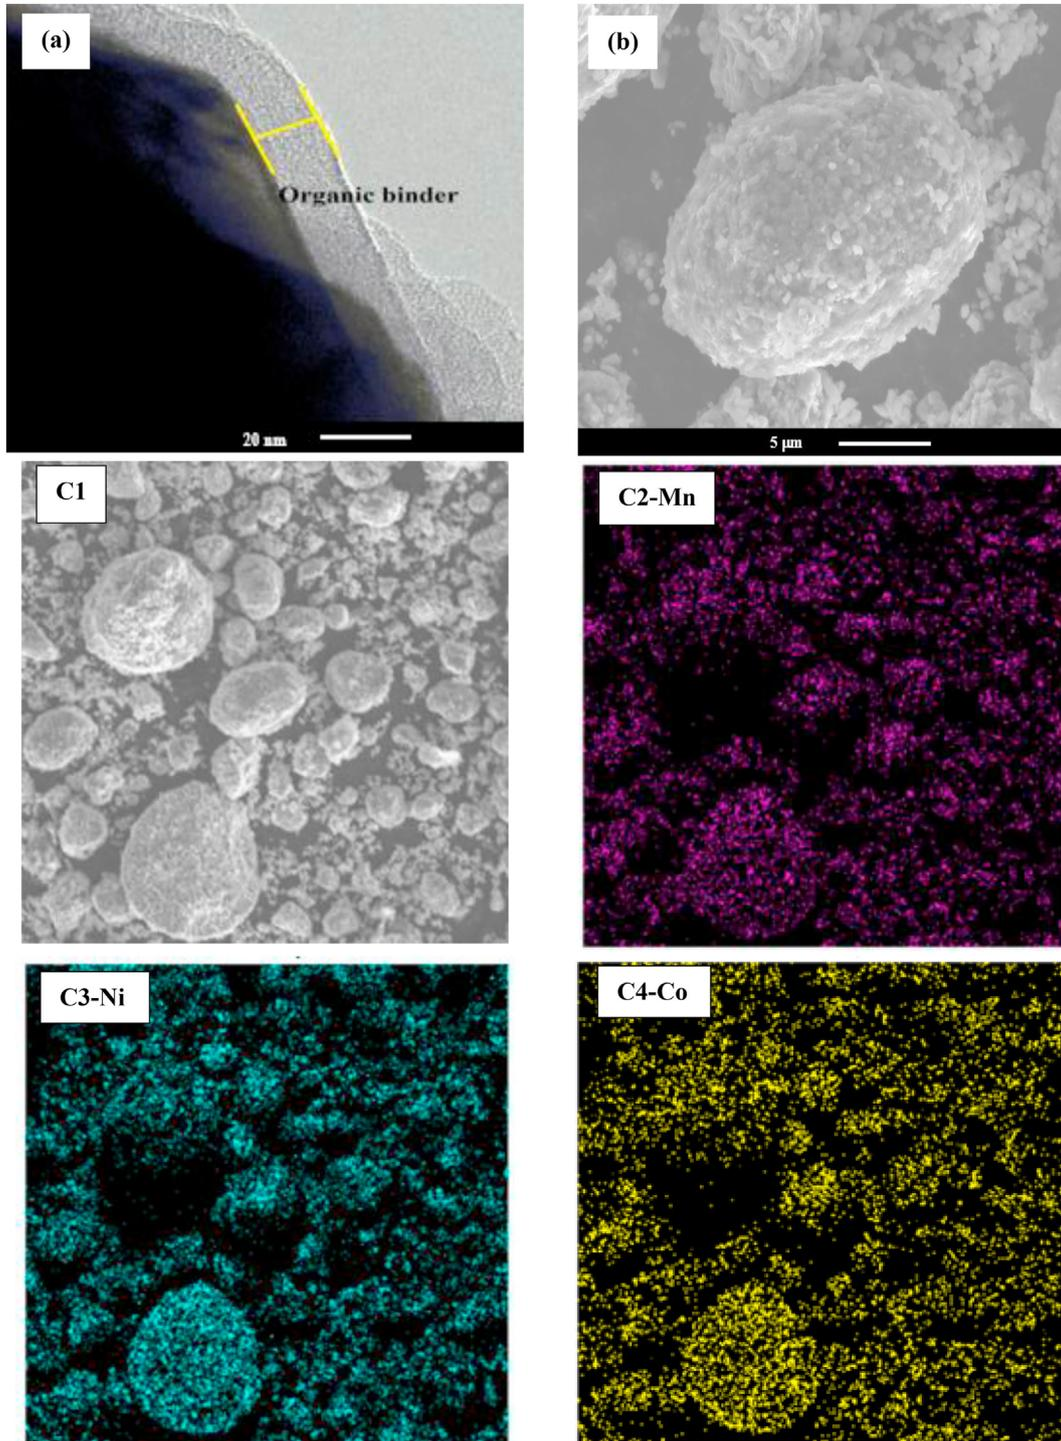 (a)
(b)
Organic binder
20 nm
5 μm
C1
C2-Mn
C3-Ni
C4-Co